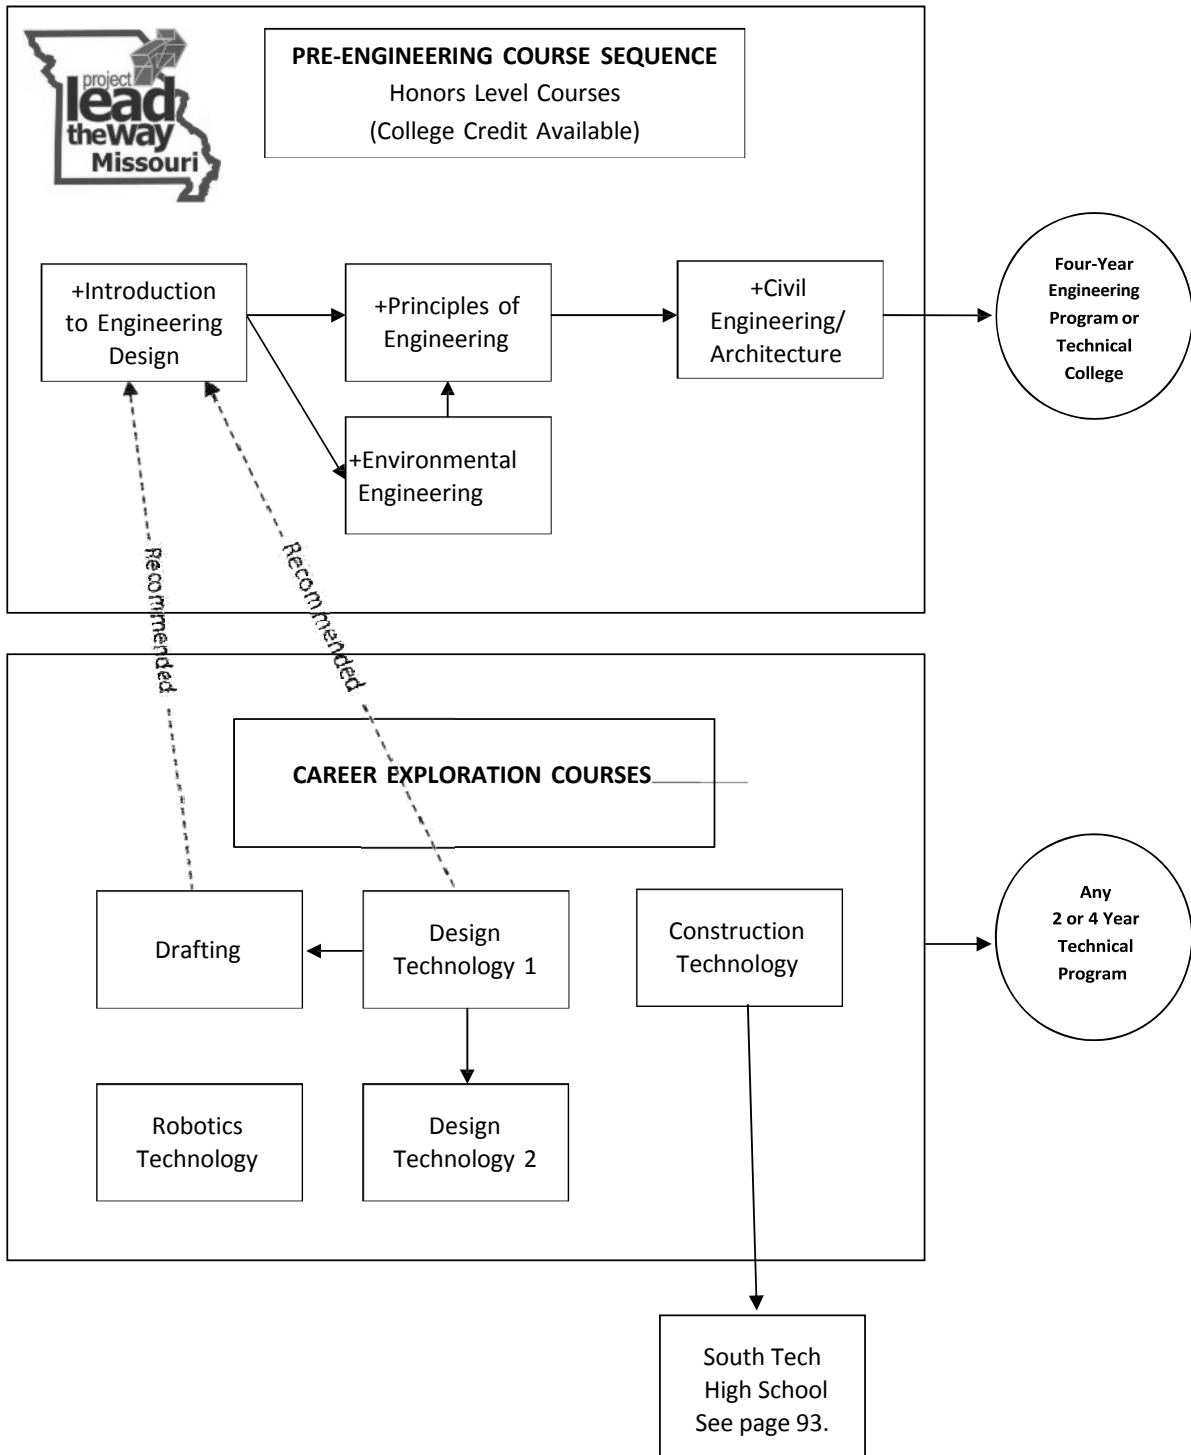 project
lead
the way
Missouri
PRE-ENGINEERING COURSE SEQUENCE
Honors Level Courses
(College Credit Available)
+Introduction
to Engineering
Design
+Principles of
Engineering
+Civil
Engineering/
Architecture
Four-Year
Engineering
Program or
Technical
College
+Environmental
Engineering
Recommended
Recommended
CAREER EXPLORATION COURSES
Drafting
Design
Technology 1
Construction
Technology
Any
2 or 4 Year
Technical
Program
Robotics
Technology
Design
Technology 2
South Tech
High School
See page 93.